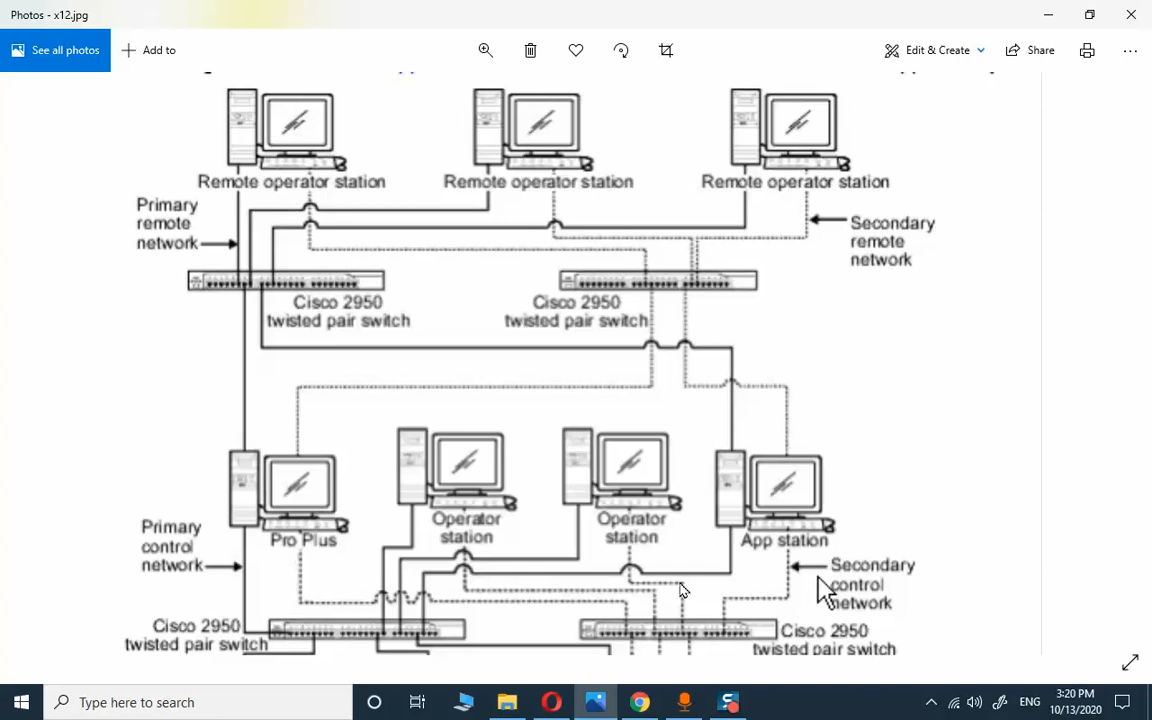 Photos - x12.jpg
See all photos
Add to
Edit & Create
Share
Remote operator station
Remote operator station
Remote operator station
Primary
remote
network
Secondary
remote
network
Cisco 2950
twisted pair switch
Cisco 2950
twisted pair switch
Pro Plus
Operator
station
Operator
station
App station
Primary
control
network
Secondary
control
network
Cisco 2950
twisted pair switch
Cisco 2950
twisted pair switch
Type here to search
ENG
3:20 PM
10/13/2020